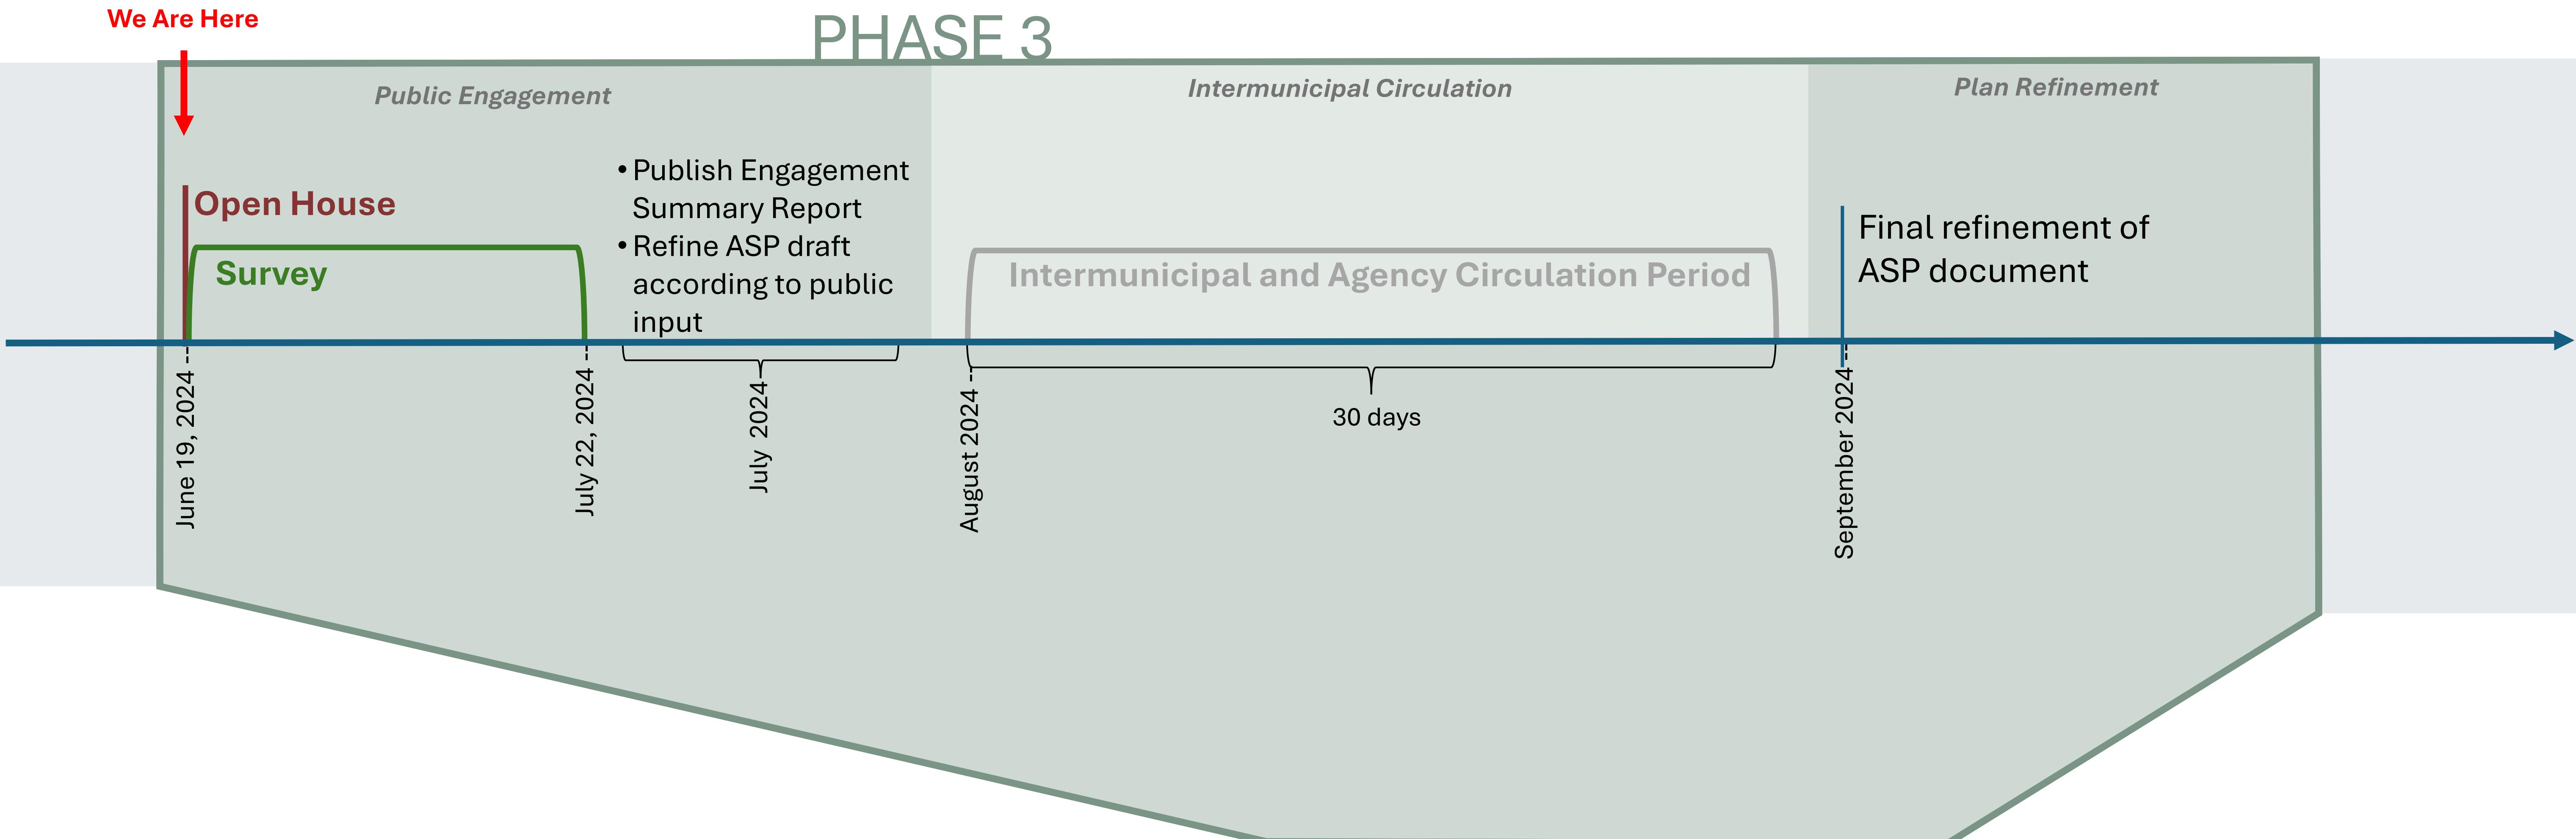 We Are Here
PHASE 3
Public Engagement
Intermunicipal Circulation
Plan Refinement
Open House
Survey
• Publish Engagement
Summary Report
• Refine ASP draft
according to public
input
Intermunicipal and Agency Circulation Period
Final refinement of
ASP document
June 19, 2024
July 22, 2024
July 2024
August 2024
30 days
September 2024